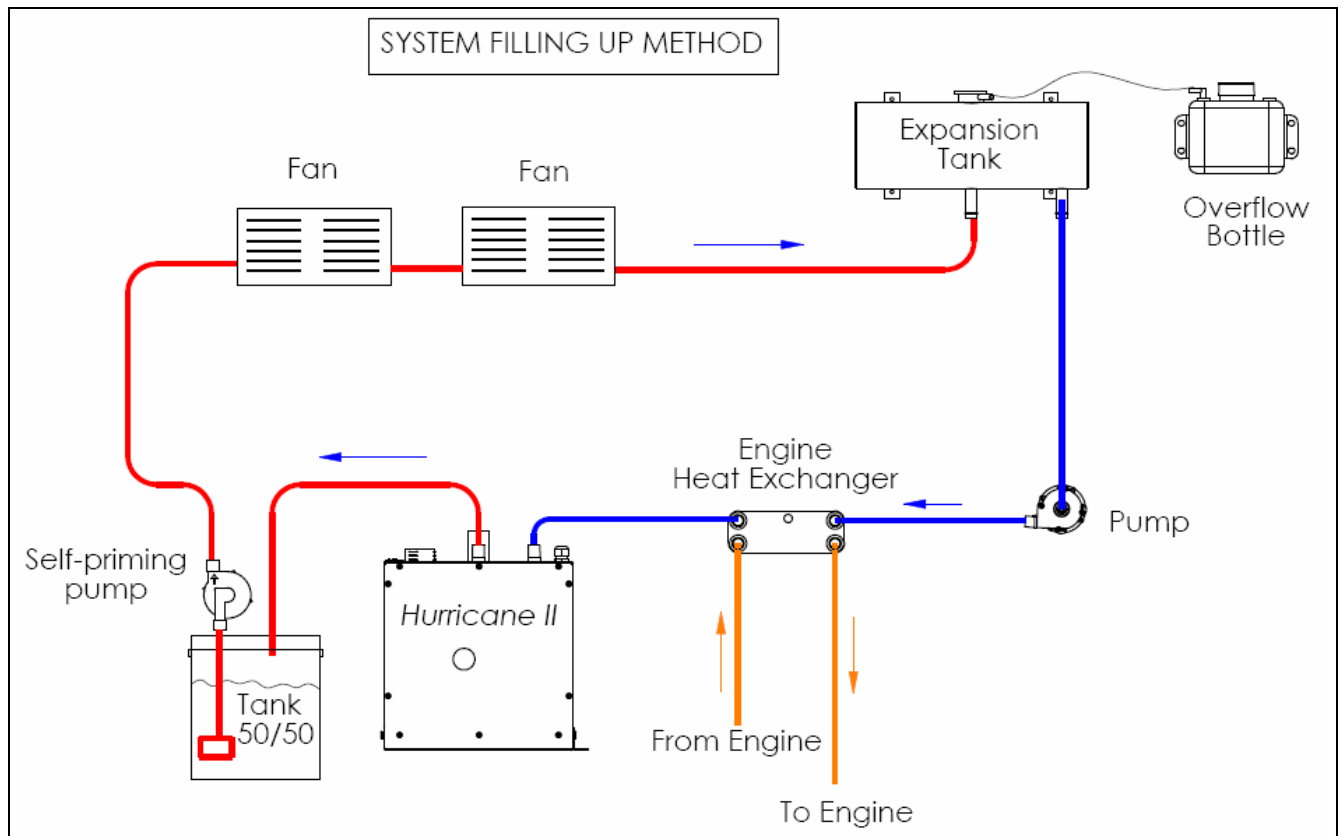 SYSTEM FILLING UP METHOD
Fan
Fan
Expansion
Tank
Overflow
Bottle
Engine
Heat Exchanger
Pump
Self-priming
pump
Hurricane II
Tank
50/50
From Engine
To Engine